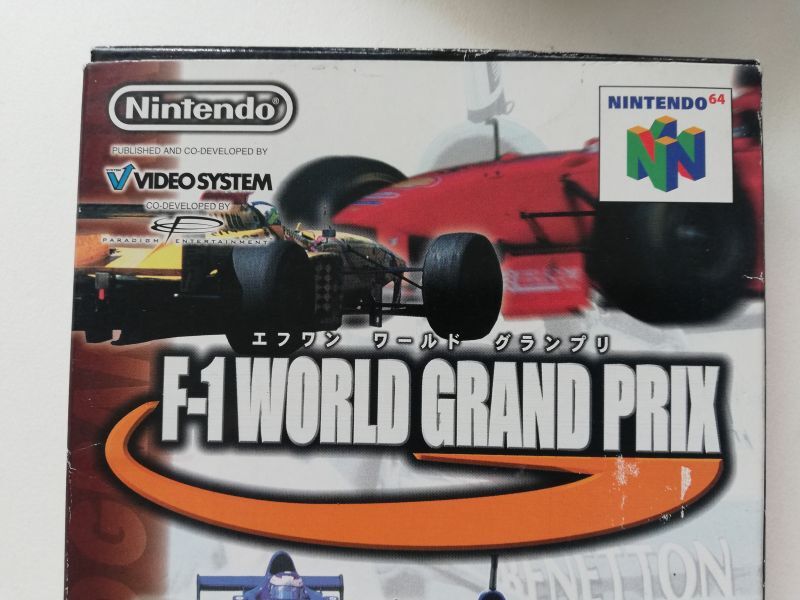 Nintendo®
NINTENDO 64
PUBLISHED AND CO-DEVELOPED BY
VIDEO SYSTEM
CO-DEVELOPED BY
PARADIGM ENTERTAINMENT
エフワン ワールド グランプリ
F-1 WORLD GRAND PRIX
BENETTON